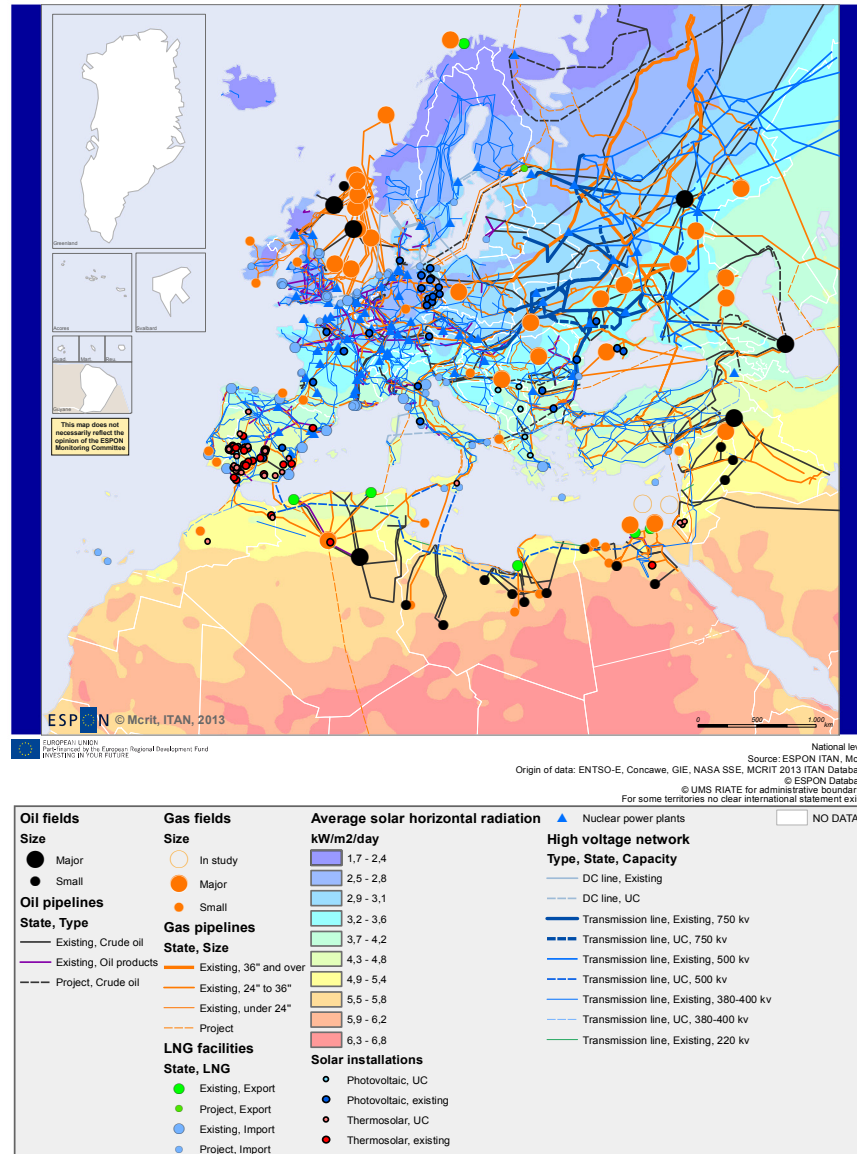 Greenland
Acores
Svalbard
Guad.
Mart.
Reu.
Guyane
This map does not
necessarily reflect the
opinion of the ESPON
Monitoring Committee
ESPON © Mcrit, ITAN, 2013
0 500 1.000
km
EUROPEAN UNION
Part-financed by the European Regional Development Fund
INVESTING IN YOUR FUTURE
National lev
Source: ESPON ITAN, Mc
Origin of data: ENTSO-E, Concawe, GIE, NASA SSE, MCRIT 2013 ITAN Databa
© ESPON Databa
© UMS RIATE for administrative boundar
For some territories no clear international statement exi
Oil fields
Size
Major
Small
Oil pipelines
State, Type
Existing, Crude oil
Existing, Oil products
Project, Crude oil
Gas fields
Size
In study
Major
Small
Gas pipelines
State, Size
Existing, 36" and over
Existing, 24" to 36"
Existing, under 24"
Project
LNG facilities
State, LNG
Existing, Export
Project, Export
Existing, Import
Project, Import
Average solar horizontal radiation
kW/m2/day
1,7 - 2,4
2,5 - 2,8
2,9 - 3,1
3,2 - 3,6
3,7 - 4,2
4,3 - 4,8
4,9 - 5,4
5,5 - 5,8
5,9 - 6,2
6,3 - 6,8
Solar installations
Photovoltaic, UC
Photovoltaic, existing
Thermosolar, UC
Thermosolar, existing
Nuclear power plants
High voltage network
Type, State, Capacity
DC line, Existing
DC line, UC
Transmission line, Existing, 750 kv
Transmission line, UC, 750 kv
Transmission line, Existing, 500 kv
Transmission line, UC, 500 kv
Transmission line, Existing, 380-400 kv
Transmission line, UC, 380-400 kv
Transmission line, Existing, 220 kv
NO DATA